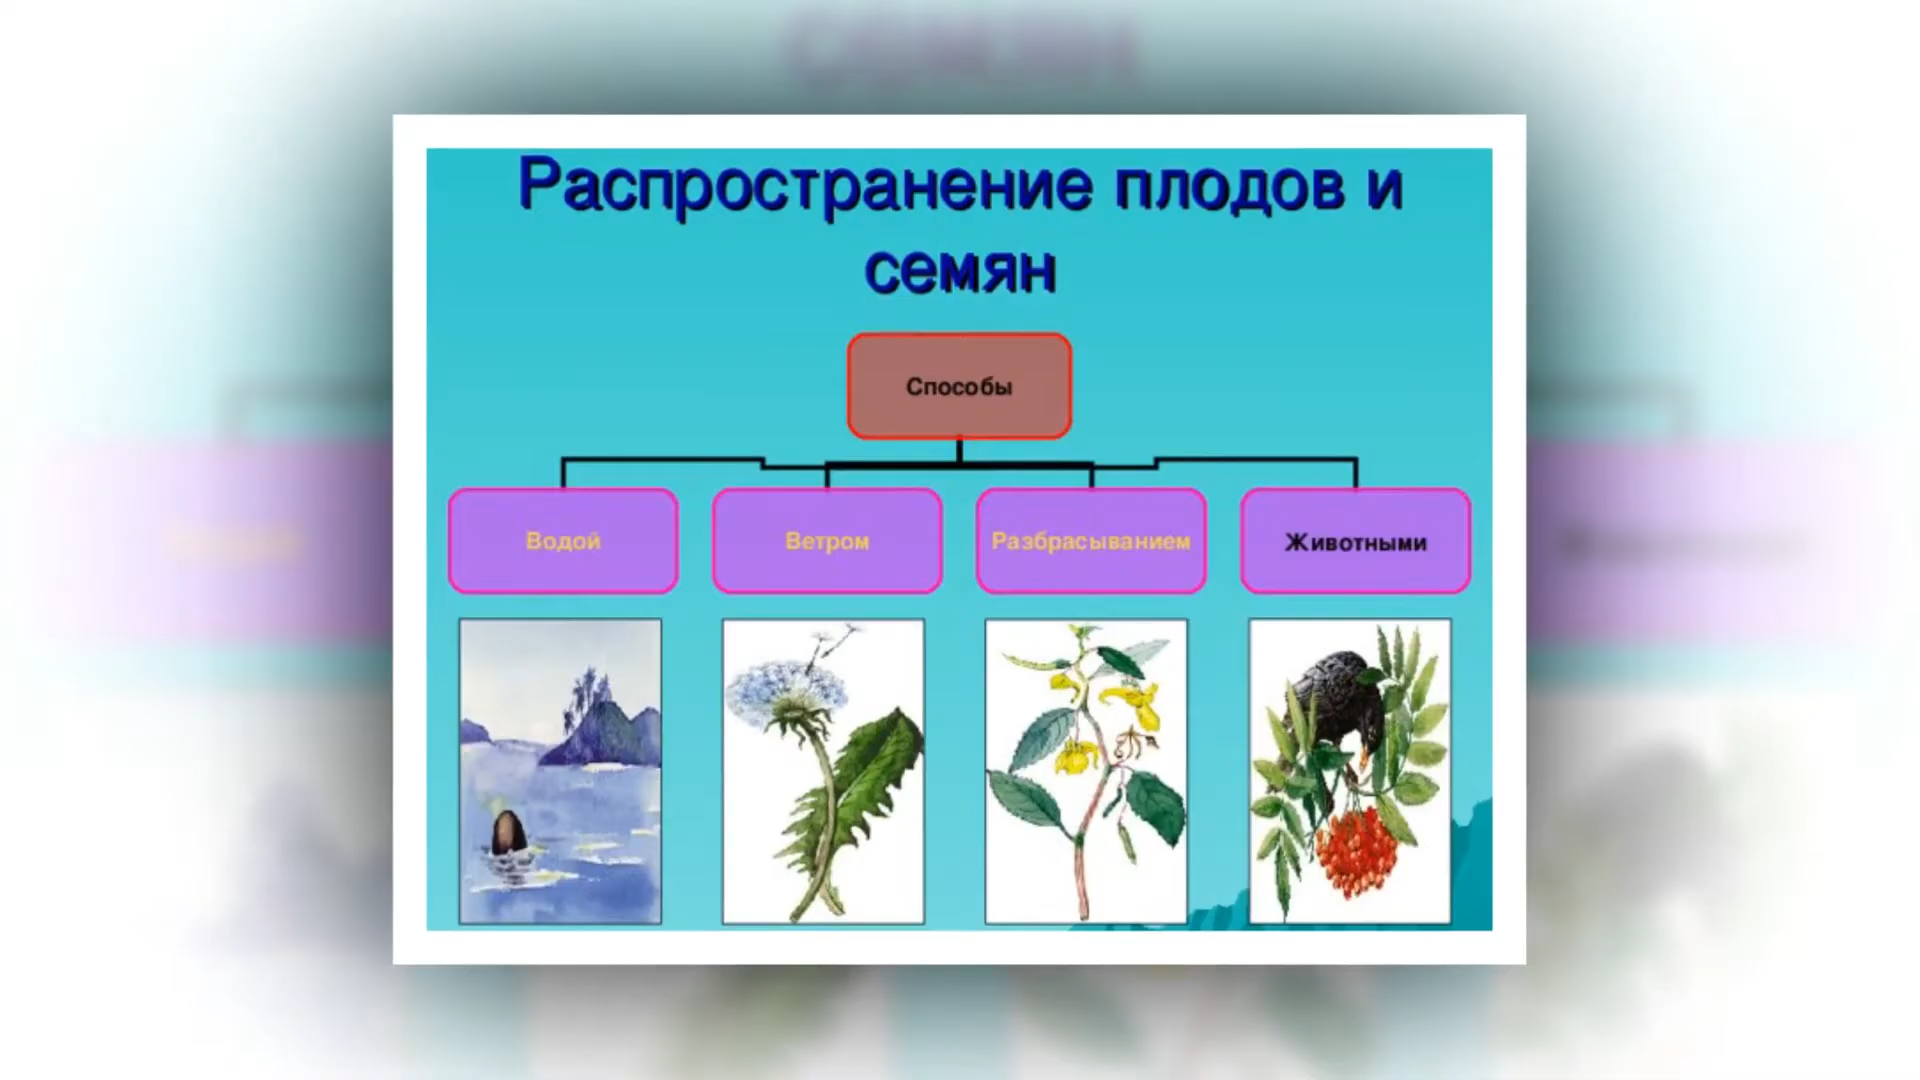 Распространение плодов и
семян
Способы
Водой
Ветром
Разбрасыванием
Животными